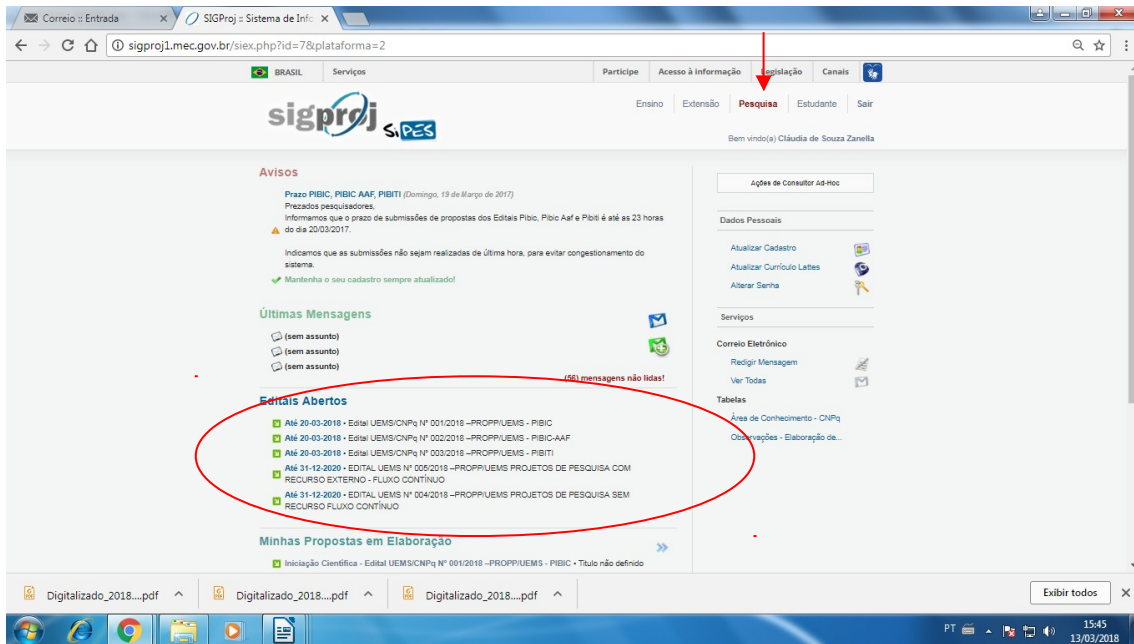 Correio :: Entrada
SIGProj :: Sistema de Info
sigproj1.mec.gov.br/siex.php?id=7&plataforma=2
BRASIL Serviços Participe Acesso à informação Legislação Canais
sigproj SiPES
Ensino Extensão Pesquisa Estudante Sair
Bem vindo(a) Cláudia de Souza Zanella
Avisos
Prazo PIBIC, PIBIC AAF, PIBITI (Domingo, 19 de Março de 2017)
Prezados pesquisadores,
Informamos que o prazo de submissões de propostas dos Editais Pibic, Pibic Aaf e Pibiti é até as 23 horas
do dia 20/03/2017.
Indicamos que as submissões não sejam realizadas de última hora, para evitar congestionamento do
sistema.
Mantenha o seu cadastro sempre atualizado!
Últimas Mensagens
(sem assunto)
(sem assunto)
(sem assunto)
(56) mensagens não lidas!
Editais Abertos
Até 20-03-2018 • Edital UEMS/CNPq N° 001/2018 –PROPP/UEMS - PIBIC
Até 20-03-2018 • Edital UEMS/CNPq N° 002/2018 –PROPP/UEMS - PIBIC-AAF
Até 20-03-2018 • Edital UEMS/CNPq N° 003/2018 –PROPP/UEMS - PIBITI
Até 31-12-2020 • EDITAL UEMS N° 005/2018 –PROPP/UEMS PROJETOS DE PESQUISA COM
RECURSO EXTERNO - FLUXO CONTÍNUO
Até 31-12-2020 • EDITAL UEMS N° 004/2018 –PROPP/UEMS PROJETOS DE PESQUISA SEM
RECURSO FLUXO CONTÍNUO
Minhas Propostas em Elaboração
Iniciação Científica - Edital UEMS/CNPq N° 001/2018 –PROPP/UEMS - PIBIC • Título não definido
Ações de Consultor Ad-Hoc
Dados Pessoais
Atualizar Cadastro
Atualizar Currículo Lattes
Alterar Senha
Serviços
Correio Eletrônico
Redigir Mensagem
Ver Todas
Tabelas
Área de Conhecimento - CNPq
Observações - Elaboração de...
Digitalizado_2018....pdf
Digitalizado_2018....pdf
Digitalizado_2018....pdf
Exibir todos
PT
15:45
13/03/2018